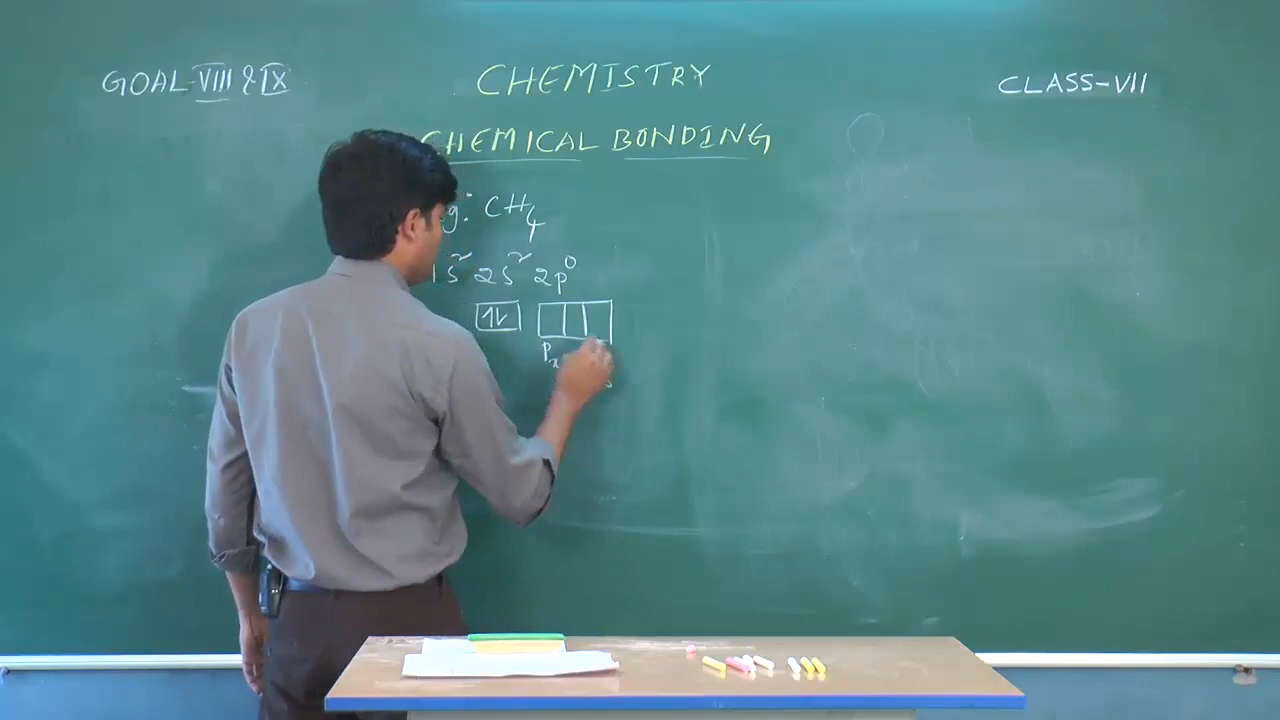 GOAL-VIII & IX
CHEMISTRY
CLASS-VII
CHEMICAL BONDING
g: CH₄
1s² 2s² 2p⁰
1⇂
Pₓ